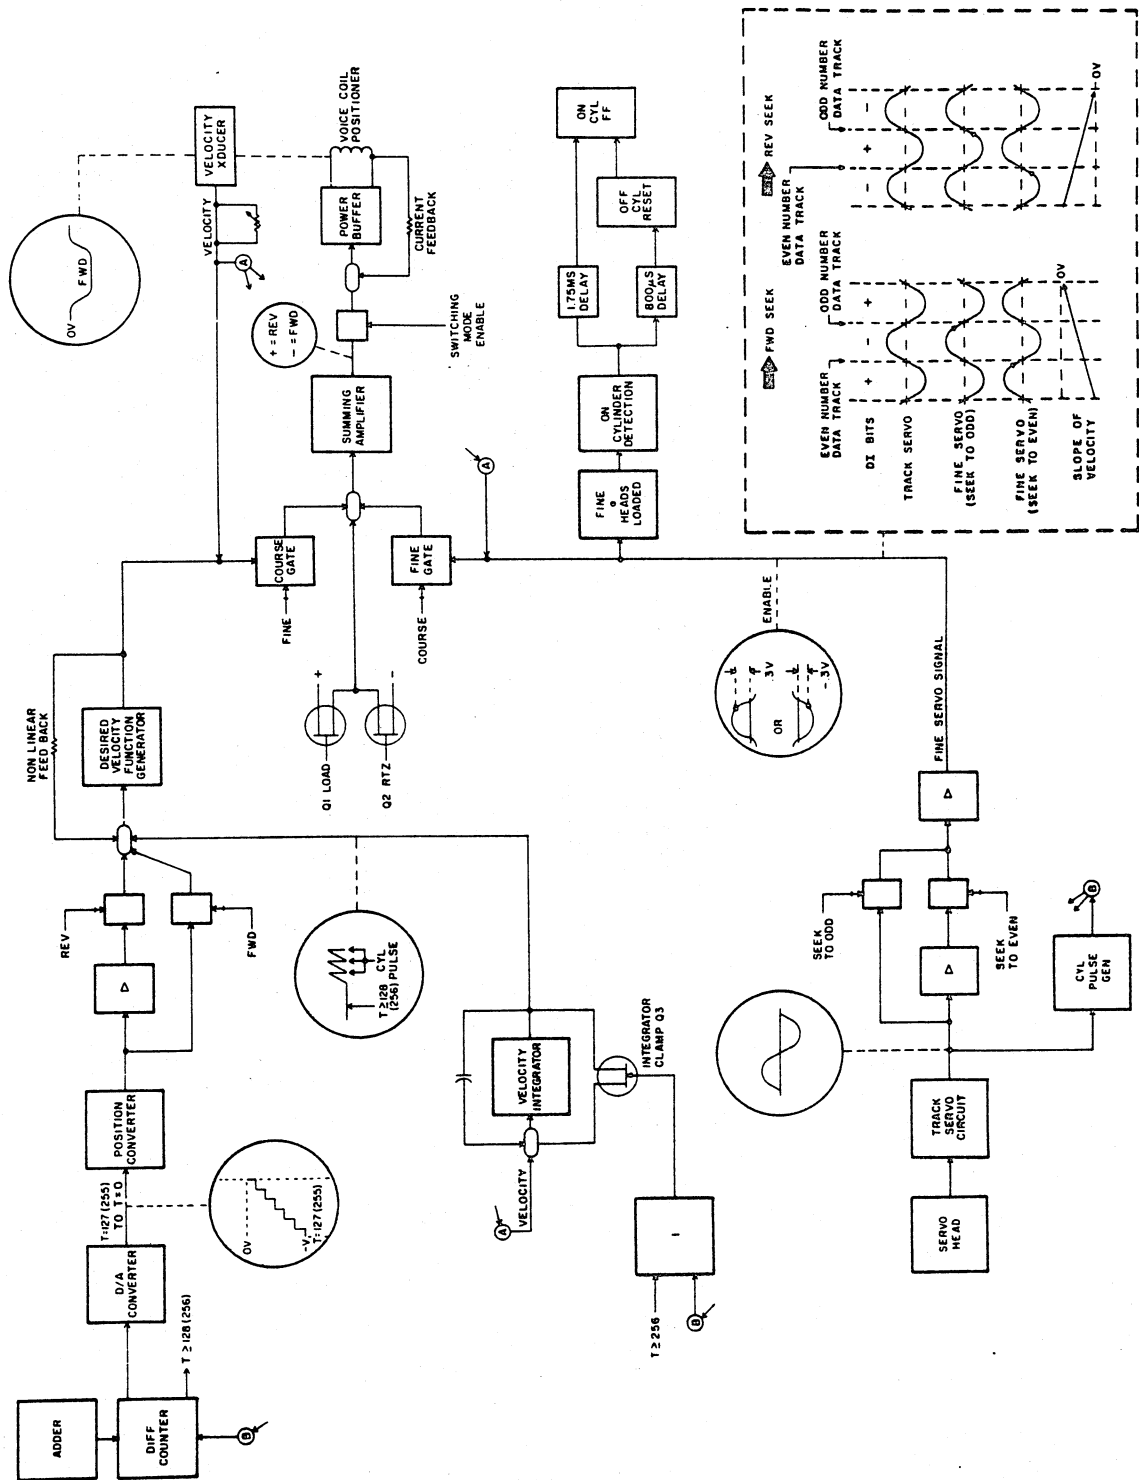 ADDER
DIFF
COUNTER
B
T ≥ 128 (256)
D/A
CONVERTER
T=127 (255)
TO T=0
0V
-V
T=127 (255)
POSITION
CONVERTER
REV
FWD
NON LINEAR
FEED BACK
DESIRED
VELOCITY
FUNCTION
GENERATOR
T≥128 CYL
(256) PULSE
A
VELOCITY
VELOCITY
INTEGRATOR
INTEGRATOR
CLAMP Q3
T ≥ 256
B
I
Q1 LOAD
+
Q2 RTZ
-
FINE
COURSE
GATE
COURSE
FINE
GATE
SUMMING
AMPLIFIER
+ = REV
- = FWD
SWITCHING
MODE
ENABLE
POWER
BUFFER
CURRENT
FEEDBACK
VOICE COIL
POSITIONER
VELOCITY
XDUCER
VELOCITY
A
0V
FWD
SERVO
HEAD
TRACK
SERVO
CIRCUIT
SEEK
TO ODD
SEEK
TO EVEN
CYL
PULSE
GEN
B
FINE SERVO SIGNAL
ENABLE
.3V
OR
-.3V
A
FINE
@
HEADS
LOADED
ON
CYLINDER
DETECTION
1.75MS
DELAY
800µS
DELAY
OFF
CYL
RESET
ON
CYL
FF
FWD SEEK
REV SEEK
EVEN NUMBER
DATA TRACK
ODD NUMBER
DATA TRACK
EVEN NUMBER
DATA TRACK
ODD NUMBER
DATA TRACK
DI BITS
+ - +
- + -
TRACK SERVO
FINE SERVO
(SEEK TO ODD)
FINE SERVO
(SEEK TO EVEN)
SLOPE OF
VELOCITY
0V
0V